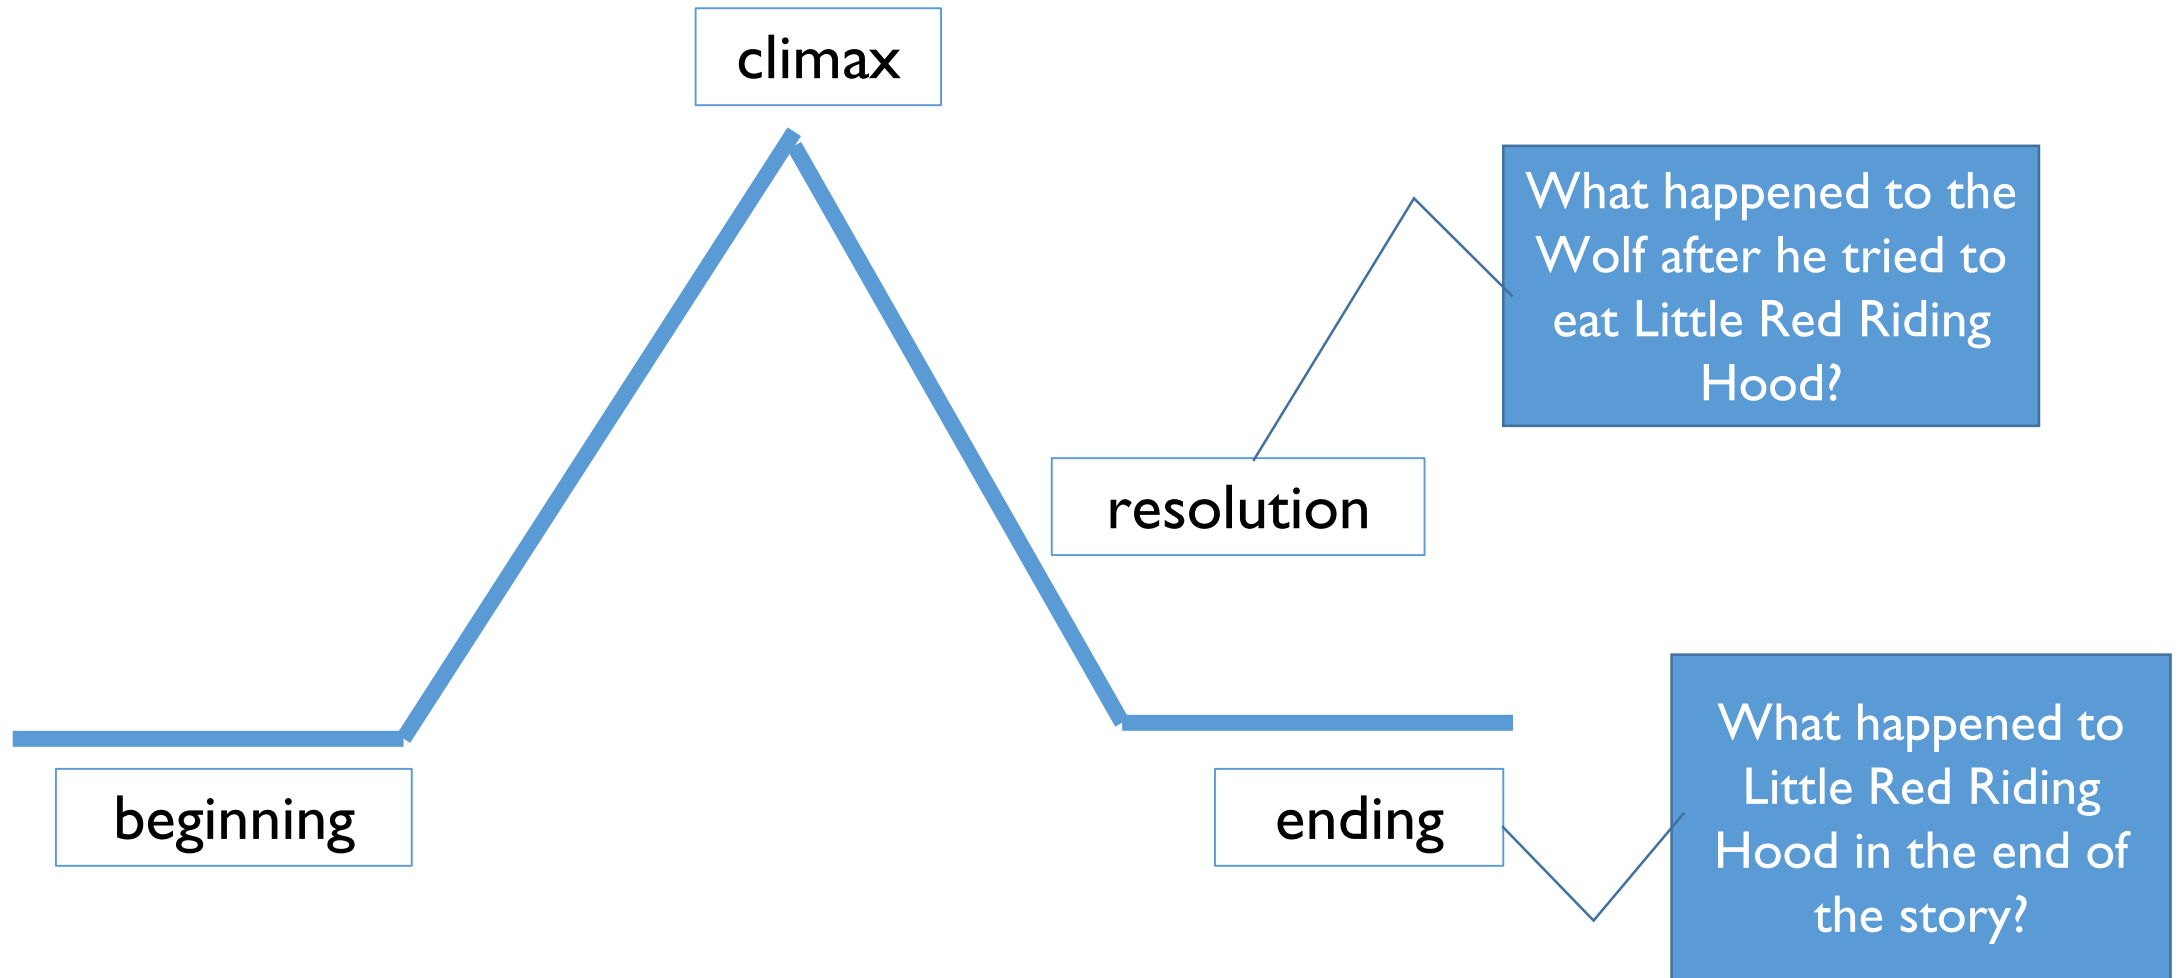 climax
What happened to the
Wolf after he tried to
eat Little Red Riding
Hood?
resolution
What happened to
Little Red Riding
Hood in the end of
the story?
beginning
ending